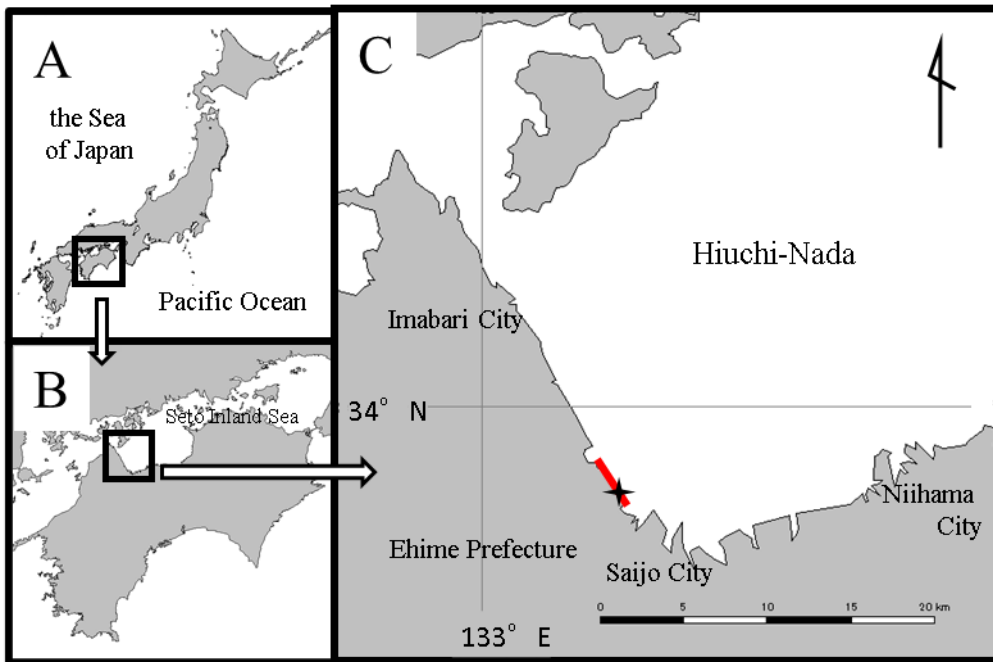 A
the Sea
of Japan
Pacific Ocean
B
Seto Inland Sea
C
Hiuchi-Nada
Imabari City
34° N
Niihama
City
Ehime Prefecture
Saijo City
0 5 10 15 20 km
133° E